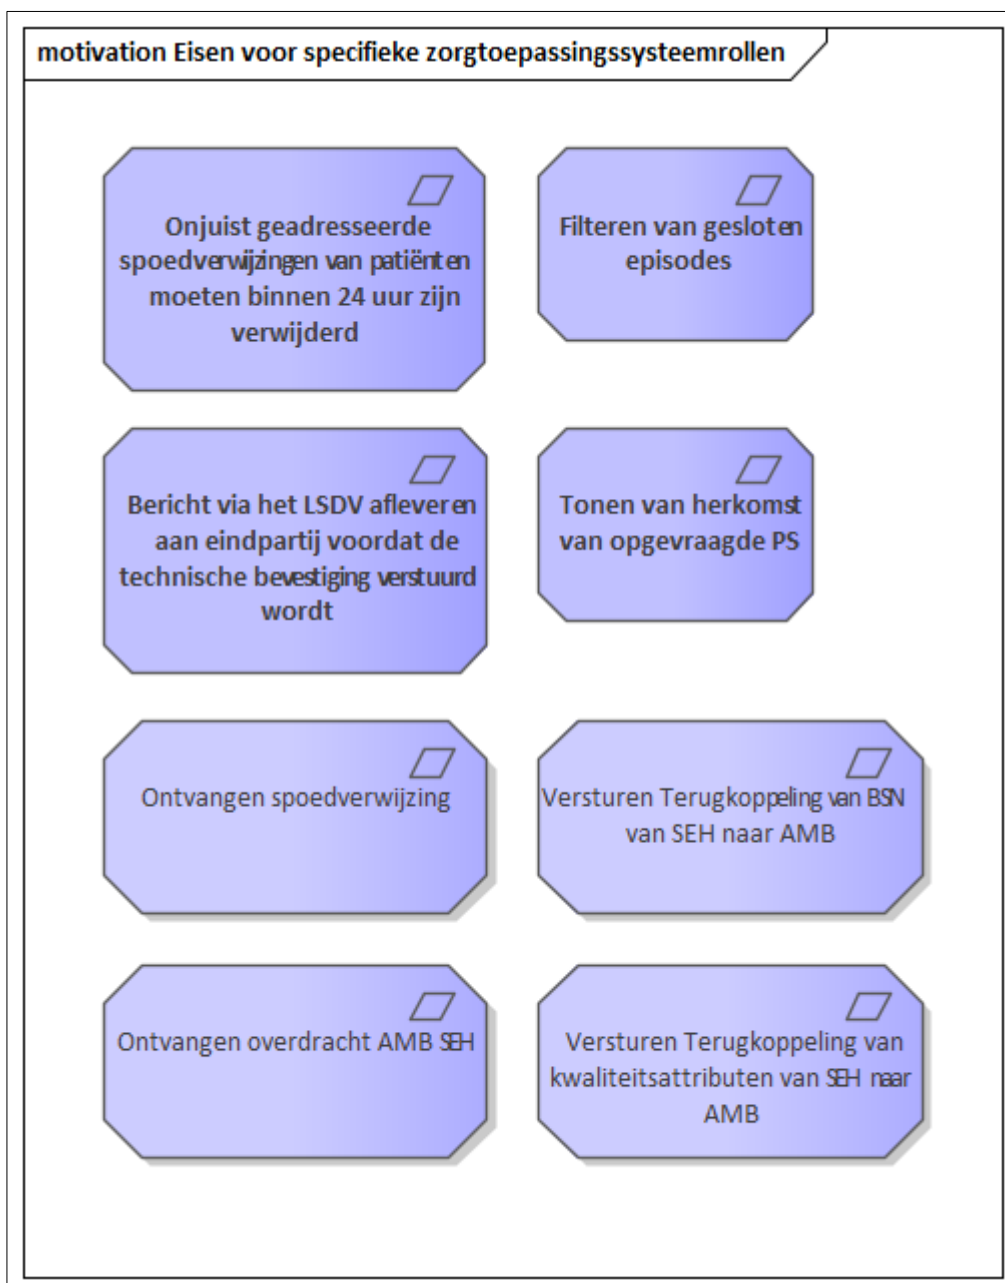 motivation Eisen voor specifieke zorgtoepassingssysteemrollen
Onjuist geadresseerde
spoedverwijzingen van patiënten
moeten binnen 24 uur zijn
verwijderd
Filteren van gesloten
episodes
Bericht via het LSDV afleveren
aan eindpartij voordat de
technische bevestiging verstuurd
wordt
Tonen van herkomst
van opgevraagde PS
Ontvangen spoedverwijzing
Versturen Terugkoppeling van BSN
van SEH naar AMB
Ontvangen overdracht AMB SEH
Versturen Terugkoppeling van
kwaliteitsattributen van SEH naar
AMB